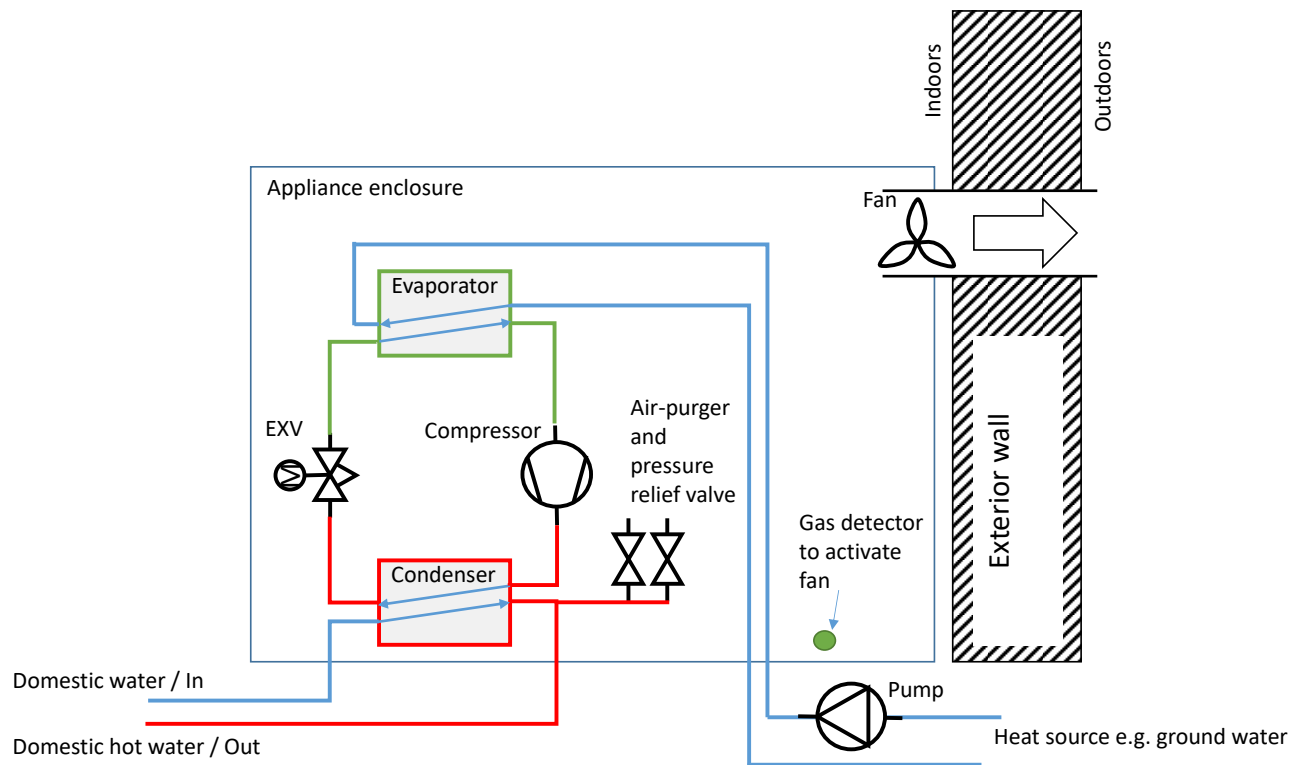 Indoors
Outdoors
Appliance enclosure
Fan
Evaporator
EXV
M
Compressor
Air-purger
and
pressure
relief valve
Gas detector
to activate
fan
Exterior wall
Condenser
Domestic water / In
Domestic hot water / Out
Pump
Heat source e.g. ground water